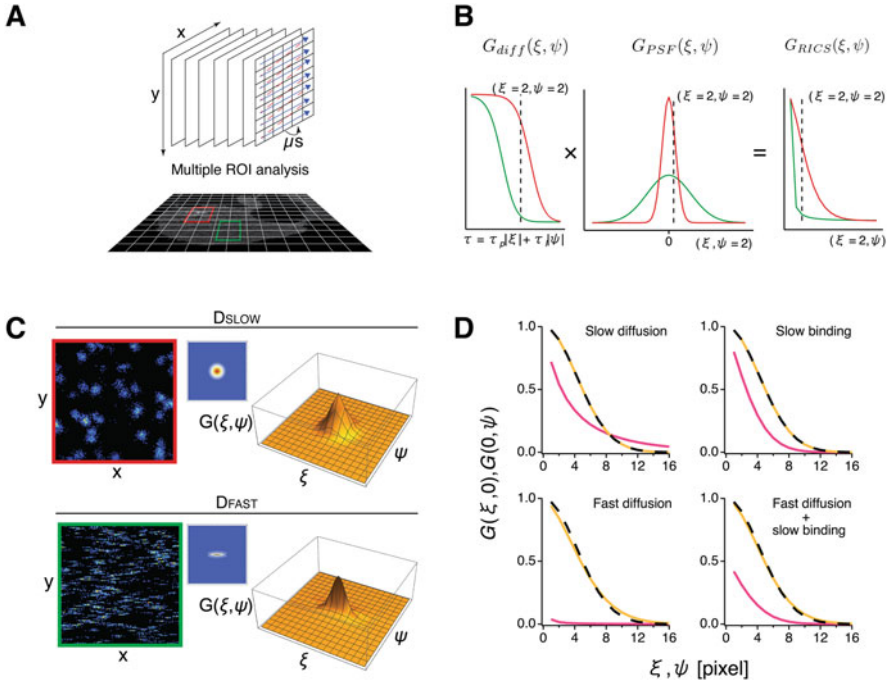 A
x
y
μs
Multiple ROI analysis
B
G_diff(ξ, ψ)
G_PSF(ξ, ψ)
G_RICS(ξ, ψ)
(ξ = 2, ψ = 2)
(ξ = 2, ψ = 2)
(ξ = 2, ψ = 2)
×
=
0
τ = τ_p|ξ| + τ_l|ψ|
(ξ, ψ = 2)
(ξ = 2, ψ)
C
DSLOW
y
x
G(ξ,ψ)
ξ
ψ
DFAST
y
x
G(ξ,ψ)
ξ
ψ
D
G(ξ,0),G(0,ψ)
Slow diffusion
1.0
0.5
0.0
0 4 8 12 16
Slow binding
1.0
0.5
0.0
0 4 8 12 16
Fast diffusion
1.0
0.5
0.0
0 4 8 12 16
Fast diffusion
+
slow binding
1.0
0.5
0.0
0 4 8 12 16
ξ,ψ [pixel]